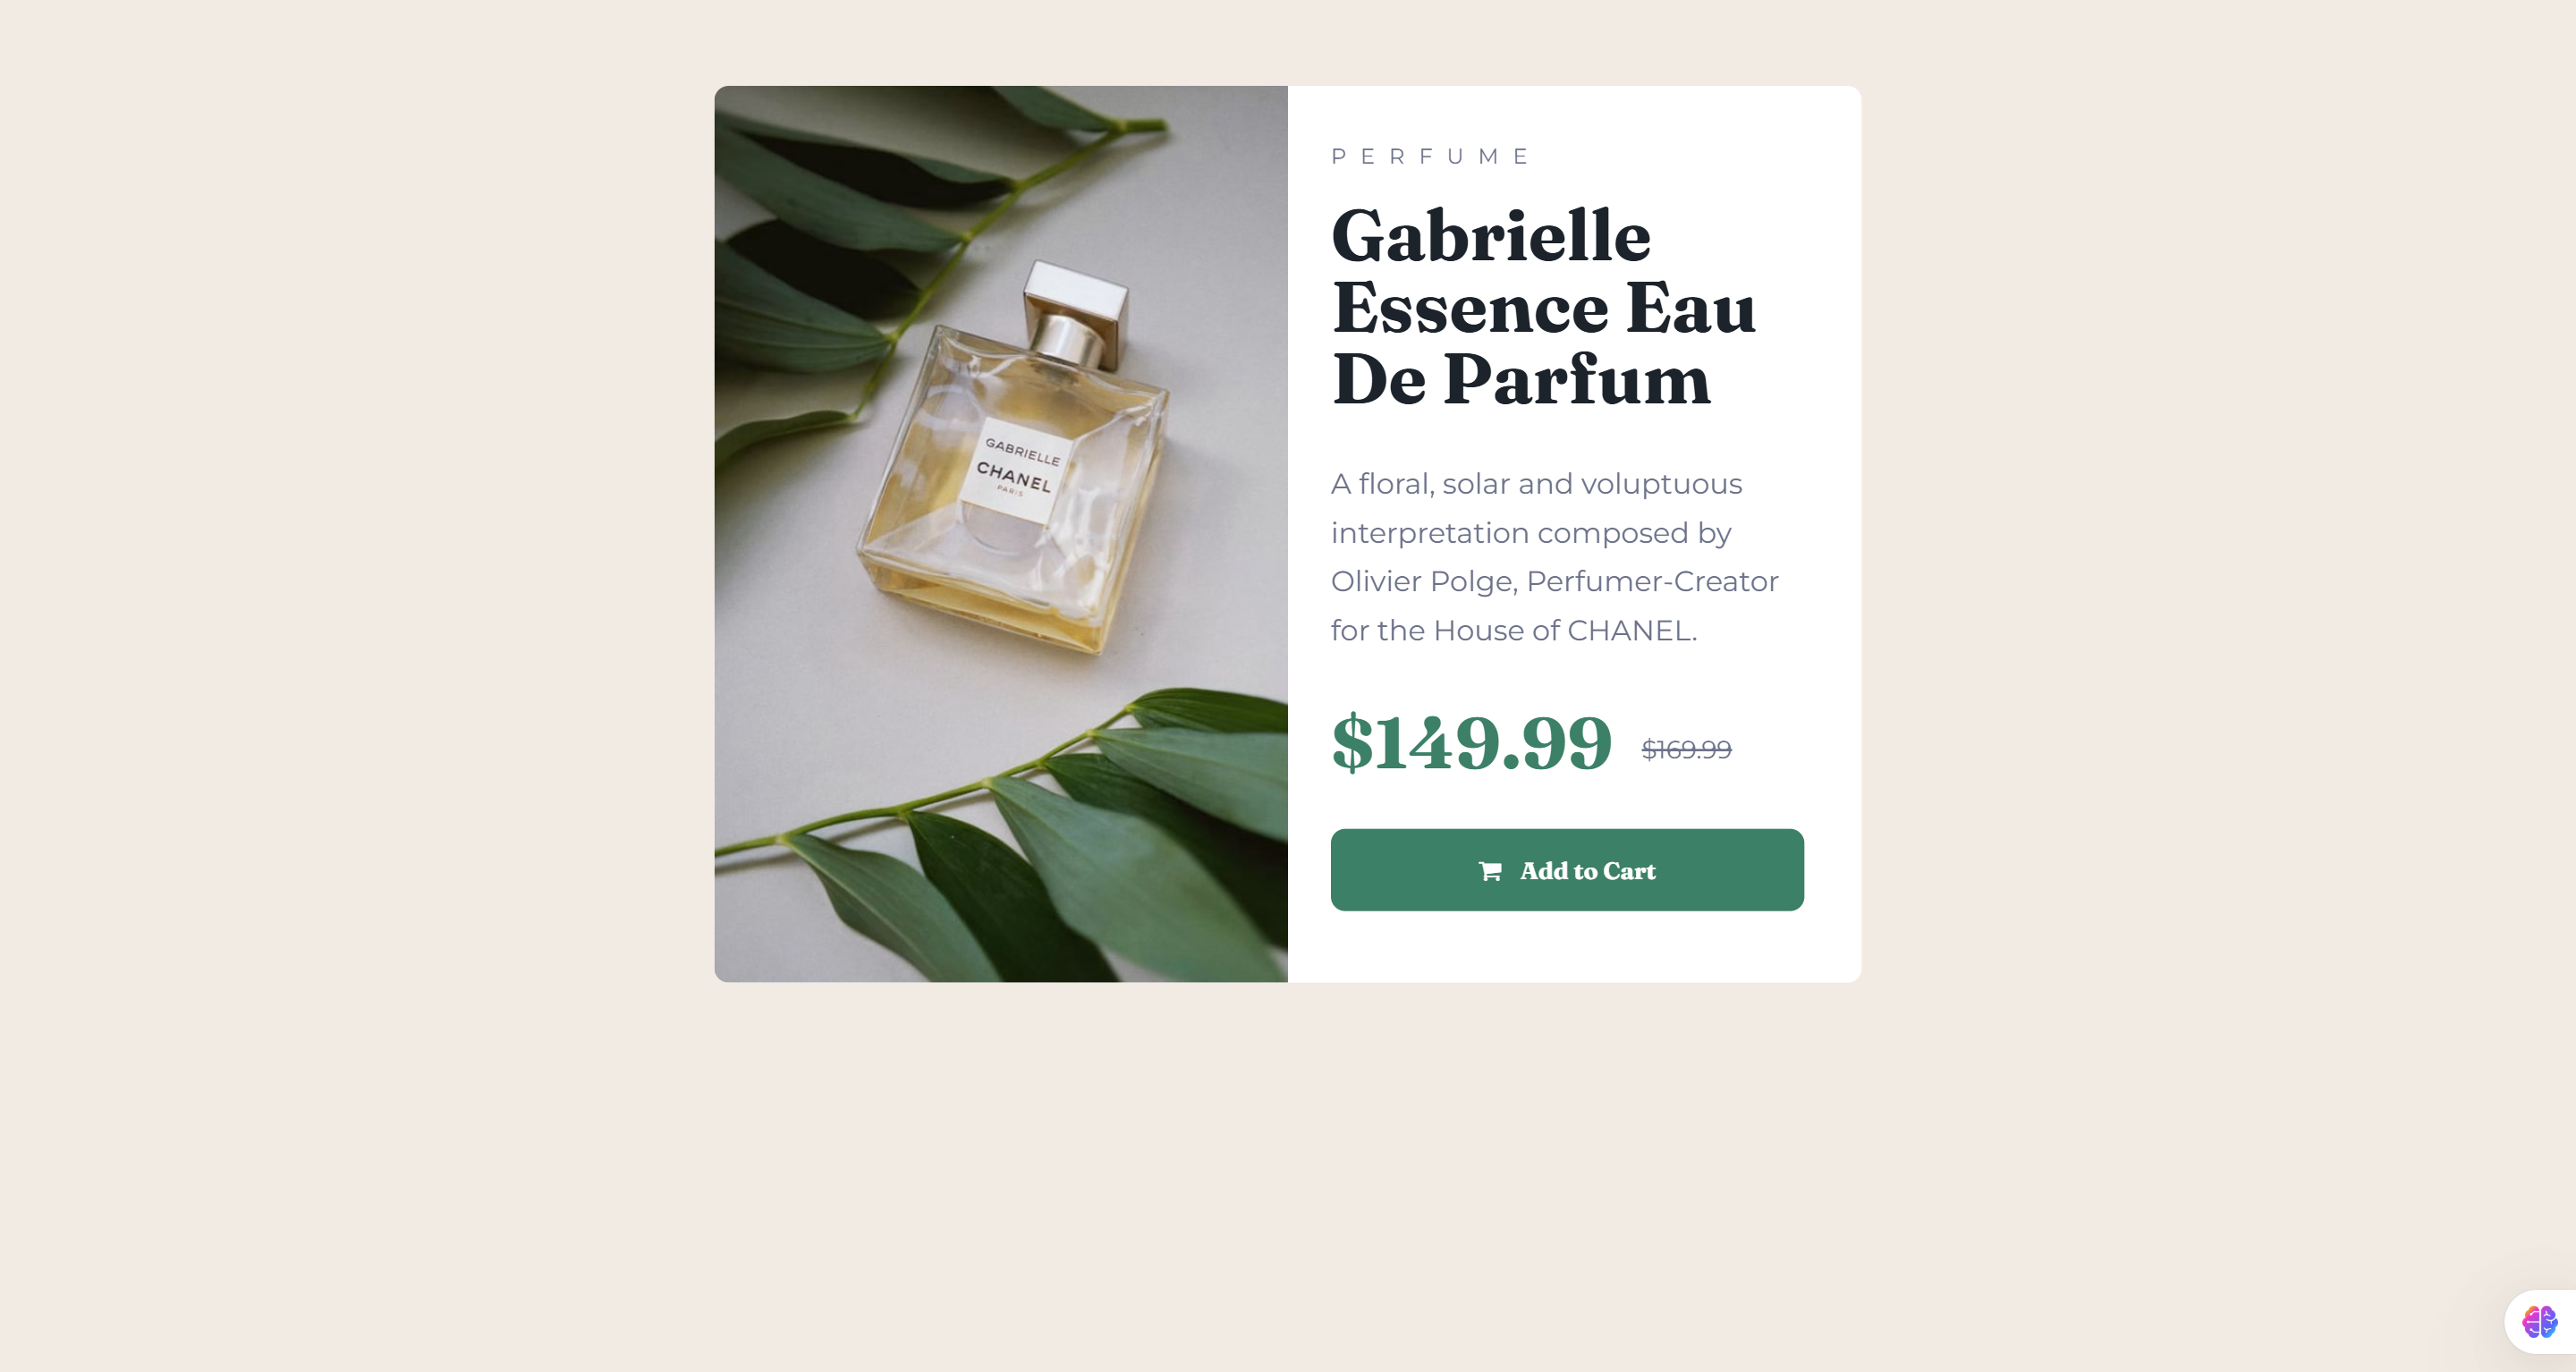 GABRIELLE
CHANEL
PARIS
P E R F U M E
Gabrielle
Essence Eau
De Parfum
A floral, solar and voluptuous
interpretation composed by
Olivier Polge, Perfumer-Creator
for the House of CHANEL.
$149.99 $169.99
Add to Cart